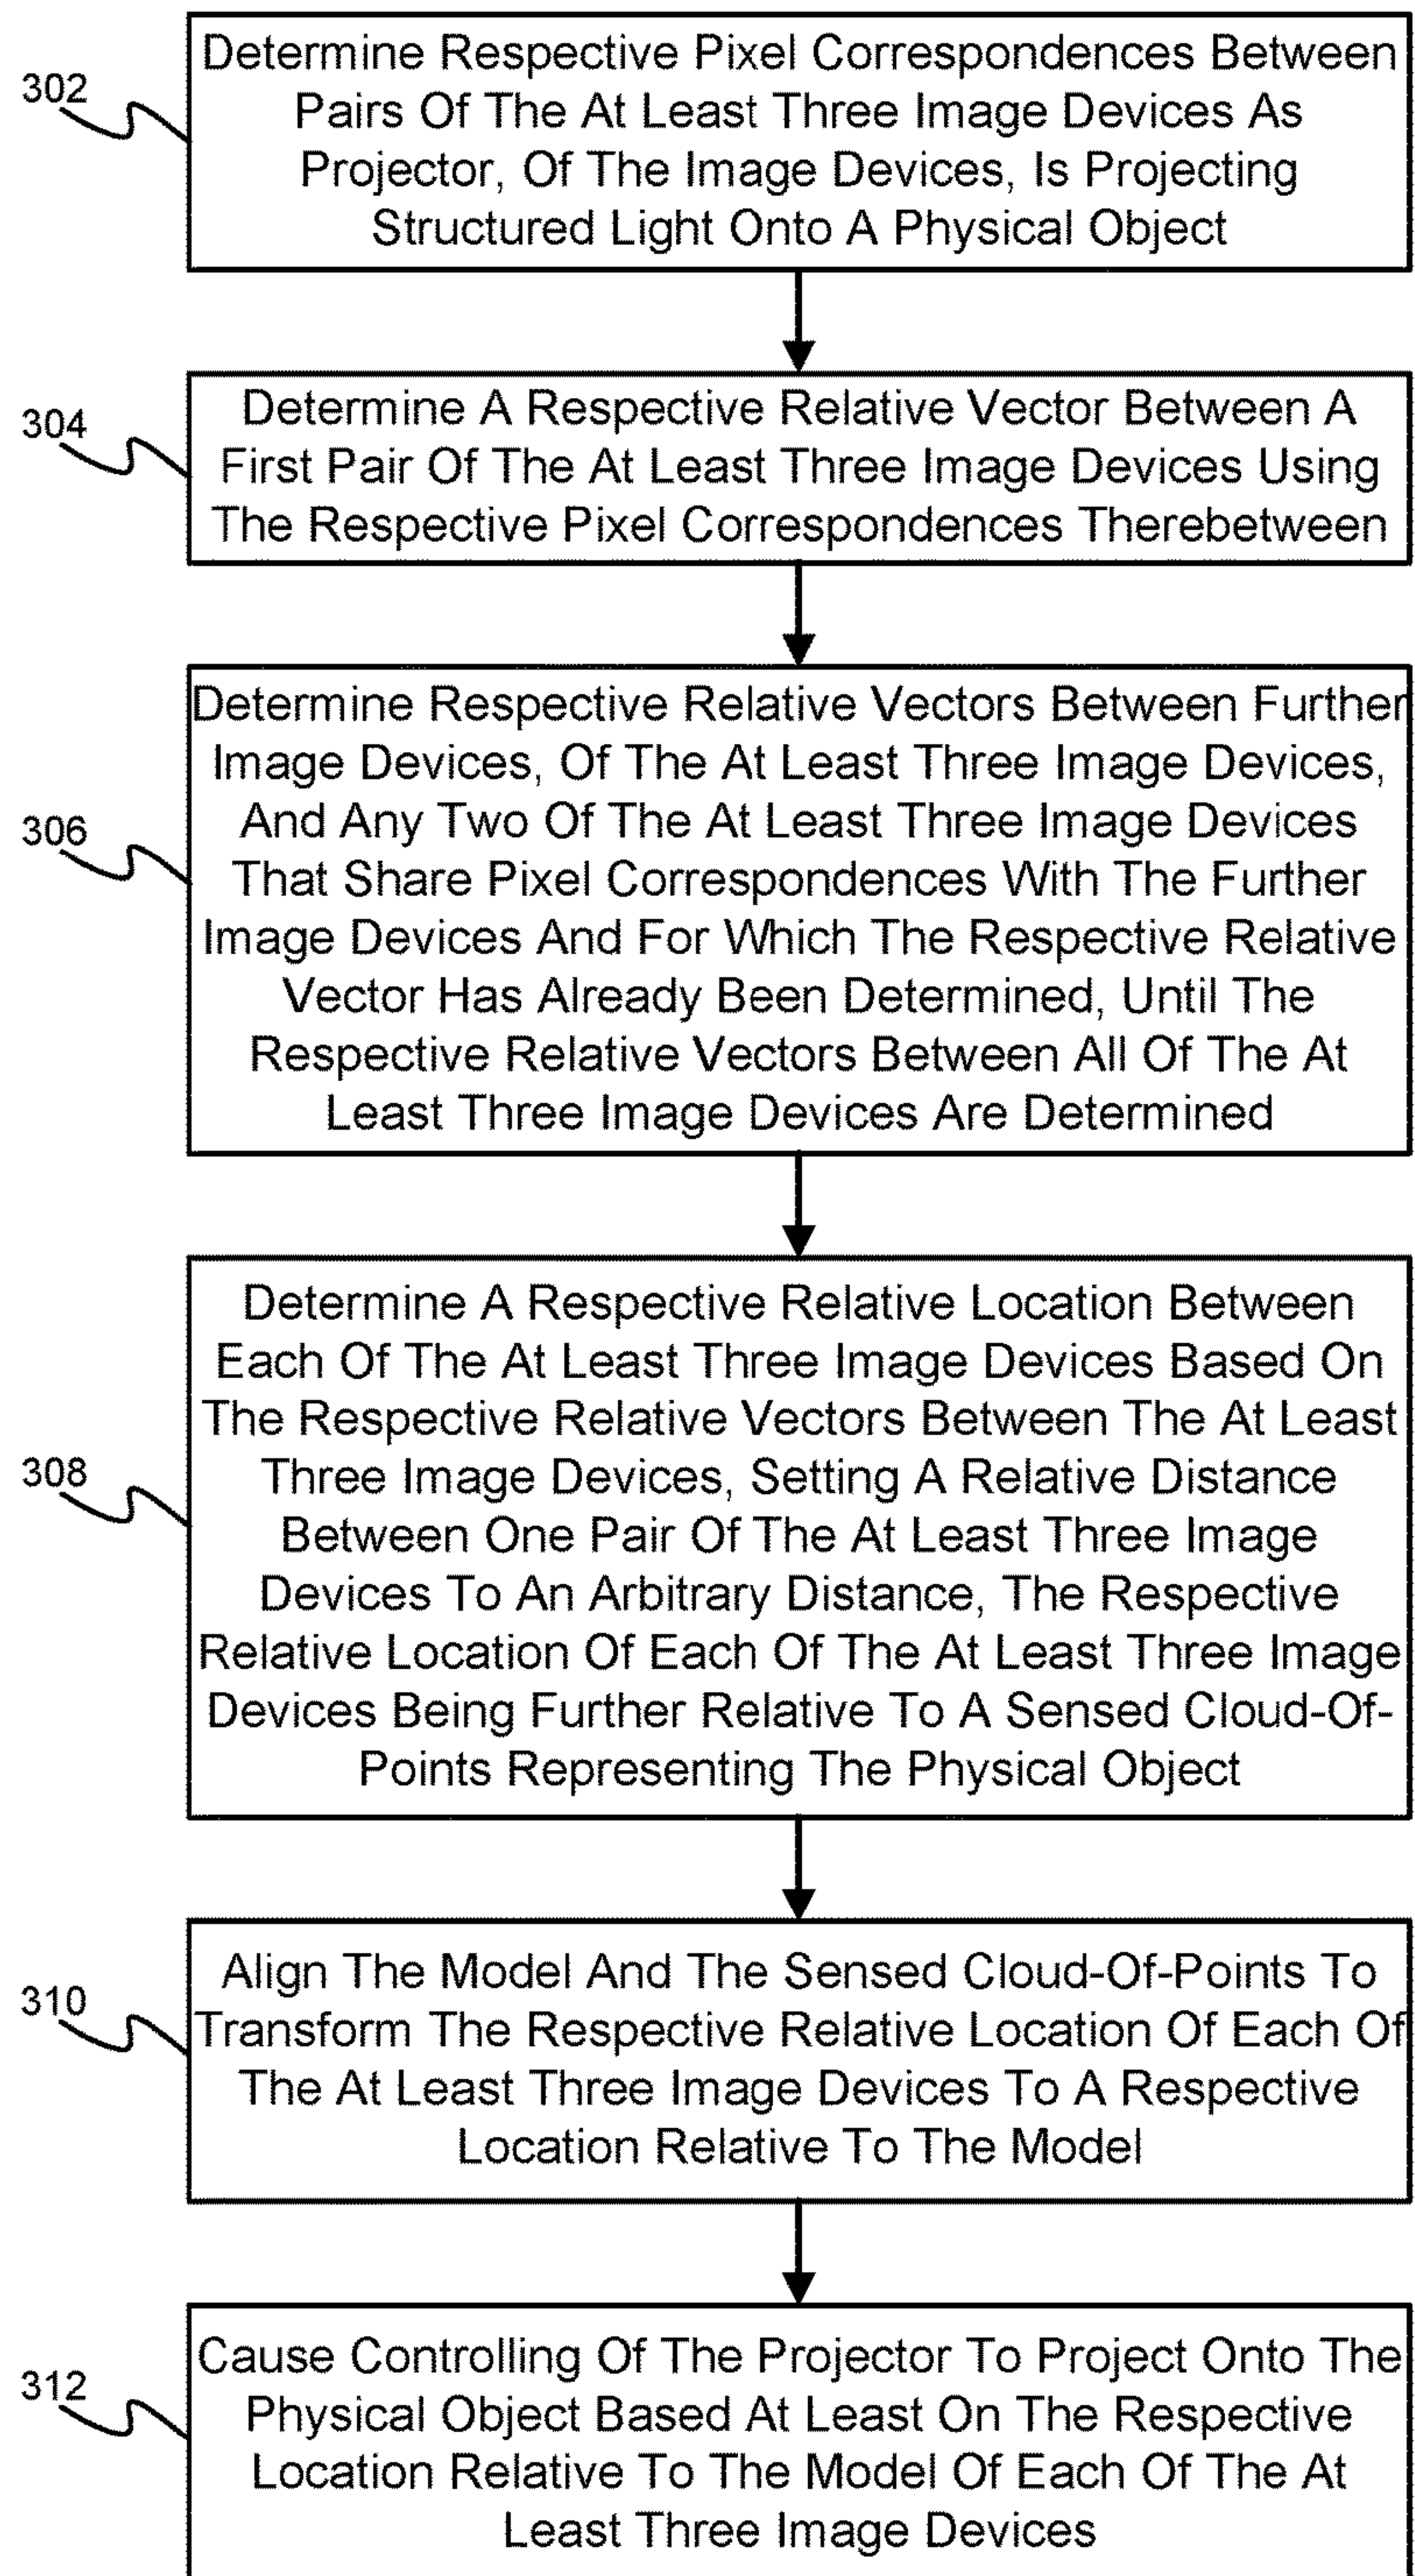 302
Determine Respective Pixel Correspondences Between
Pairs Of The At Least Three Image Devices As
Projector, Of The Image Devices, Is Projecting
Structured Light Onto A Physical Object
304
Determine A Respective Relative Vector Between A
First Pair Of The At Least Three Image Devices Using
The Respective Pixel Correspondences Therebetween
306
Determine Respective Relative Vectors Between Further
Image Devices, Of The At Least Three Image Devices,
And Any Two Of The At Least Three Image Devices
That Share Pixel Correspondences With The Further
Image Devices And For Which The Respective Relative
Vector Has Already Been Determined, Until The
Respective Relative Vectors Between All Of The At
Least Three Image Devices Are Determined
308
Determine A Respective Relative Location Between
Each Of The At Least Three Image Devices Based On
The Respective Relative Vectors Between The At Least
Three Image Devices, Setting A Relative Distance
Between One Pair Of The At Least Three Image
Devices To An Arbitrary Distance, The Respective
Relative Location Of Each Of The At Least Three Image
Devices Being Further Relative To A Sensed Cloud-Of-
Points Representing The Physical Object
310
Align The Model And The Sensed Cloud-Of-Points To
Transform The Respective Relative Location Of Each Of
The At Least Three Image Devices To A Respective
Location Relative To The Model
312
Cause Controlling Of The Projector To Project Onto The
Physical Object Based At Least On The Respective
Location Relative To The Model Of Each Of The At
Least Three Image Devices